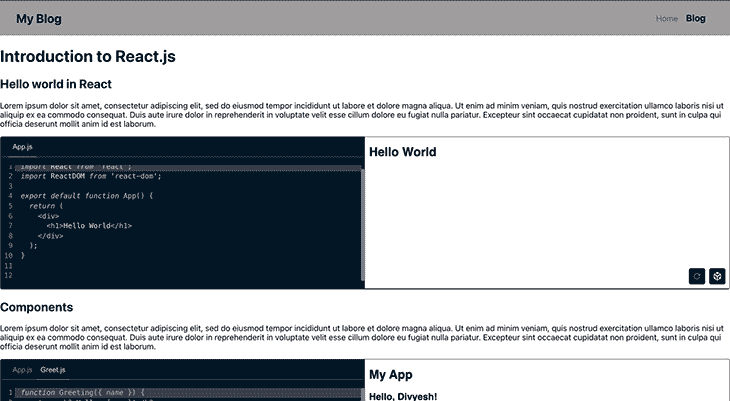 My Blog
Home Blog
Introduction to React.js
Hello world in React
Lorem ipsum dolor sit amet, consectetur adipiscing elit, sed do eiusmod tempor incididunt ut labore et dolore magna aliqua. Ut enim ad minim veniam, quis nostrud exercitation ullamco laboris nisi ut
aliquip ex ea commodo consequat. Duis aute irure dolor in reprehenderit in voluptate velit esse cillum dolore eu fugiat nulla pariatur. Excepteur sint occaecat cupidatat non proident, sunt in culpa qui
officia deserunt mollit anim id est laborum.
App.js
1 import React from 'react';
2 import ReactDOM from 'react-dom';
3
4 export default function App() {
5 return (
6 <div>
7 <h1>Hello World</h1>
8 </div>
9 );
10 }
11
12
Hello World
Components
Lorem ipsum dolor sit amet, consectetur adipiscing elit, sed do eiusmod tempor incididunt ut labore et dolore magna aliqua. Ut enim ad minim veniam, quis nostrud exercitation ullamco laboris nisi ut
aliquip ex ea commodo consequat. Duis aute irure dolor in reprehenderit in voluptate velit esse cillum dolore eu fugiat nulla pariatur. Excepteur sint occaecat cupidatat non proident, sunt in culpa qui
officia deserunt mollit anim id est laborum.
App.js Greet.js
1 function Greeting({ name }) {
My App
Hello, Divyesh!